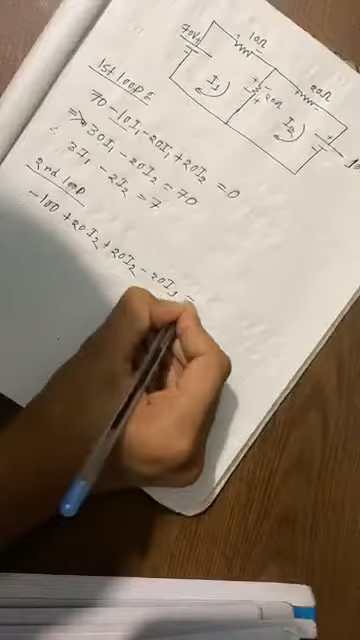 70V
10Ω
20Ω
20Ω
I₁
I₂
1st loop
70 - 10I₁ - 20I₁ + 20I₂ = 0
⇒ 30I₁ - 20I₂ = 70
∴ 3I₁ - 2I₂ = 7
2nd loop
-100 + 20I₂ + 20I₂ - 20I₁ =